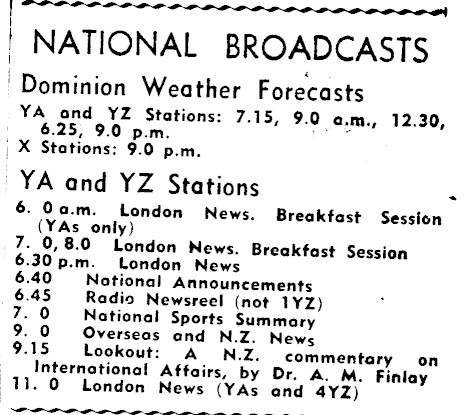 NATIONAL BROADCASTS
Dominion Weather Forecasts
YA and YZ Stations: 7.15, 9.0 a.m., 12.30,
6.25, 9.0 p.m.
X Stations: 9.0 p.m.
YA and YZ Stations
6. 0 a.m. London News. Breakfast Session
(YAs only)
7. 0, 8.0 London News. Breakfast Session
6.30 p.m. London News
6.40 National Announcements
6.45 Radio Newsreel (not 1YZ)
7. 0 National Sports Summary
9. 0 Overseas and N.Z. News
9.15 Lookout: A N.Z. commentary on
International Affairs, by Dr. A. M. Finlay
11. 0 London News (YAs and 4YZ)